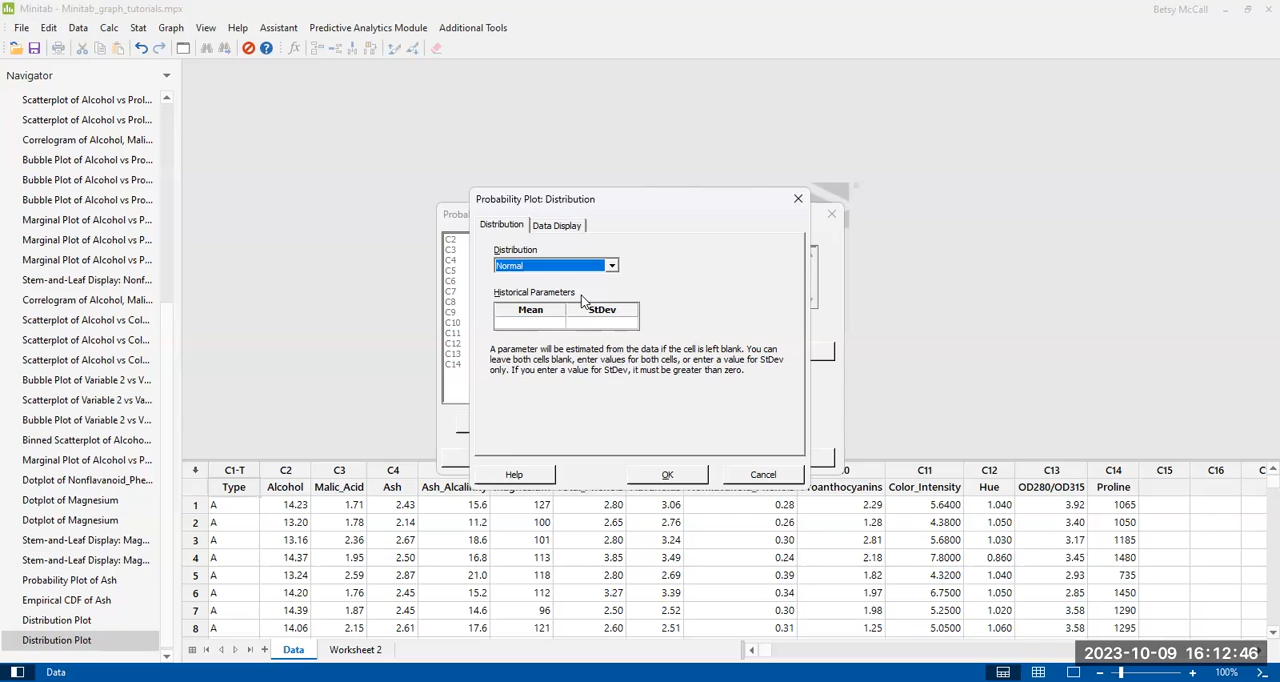 Minitab - Minitab_graph_tutorials.mpx
Betsy McCall
File Edit Data Calc Stat Graph View Help Assistant Predictive Analytics Module Additional Tools
Navigator
Scatterplot of Alcohol vs Prol...
Scatterplot of Alcohol vs Prol...
Correlogram of Alcohol, Mali...
Bubble Plot of Alcohol vs Pro...
Bubble Plot of Alcohol vs Pro...
Bubble Plot of Alcohol vs Pro...
Marginal Plot of Alcohol vs P...
Marginal Plot of Alcohol vs P...
Marginal Plot of Alcohol vs P...
Stem-and-Leaf Display: Nonf...
Correlogram of Alcohol, Mali...
Scatterplot of Alcohol vs Col...
Scatterplot of Alcohol vs Col...
Scatterplot of Alcohol vs Col...
Bubble Plot of Variable 2 vs V...
Scatterplot of Variable 2 vs Va...
Bubble Plot of Variable 2 vs V...
Binned Scatterplot of Alcoho...
Marginal Plot of Alcohol vs P...
Dotplot of Nonflavanoid_Phe...
Dotplot of Magnesium
Dotplot of Magnesium
Stem-and-Leaf Display: Mag...
Stem-and-Leaf Display: Mag...
Probability Plot of Ash
Empirical CDF of Ash
Distribution Plot
Distribution Plot
Proba
C2
C3
C4
C5
C6
C7
C8
C9
C10
C11
C12
C13
C14
Probability Plot: Distribution
Distribution Data Display
Distribution
Normal
Historical Parameters
Mean StDev
A parameter will be estimated from the data if the cell is left blank. You can
leave both cells blank, enter values for both cells, or enter a value for StDev
only. If you enter a value for StDev, it must be greater than zero.
Help OK Cancel
C1-T C2 C3 C4 C11 C12 C13 C14 C15 C16
Type Alcohol Malic_Acid Ash Color_Intensity Hue OD280/OD315 Proline
1 A 14.23 1.71 2.43 15.6 127 2.80 3.06 0.28 2.29 5.6400 1.040 3.92 1065
2 A 13.20 1.78 2.14 11.2 100 2.65 2.76 0.26 1.28 4.3800 1.050 3.40 1050
3 A 13.16 2.36 2.67 18.6 101 2.80 3.24 0.30 2.81 5.6800 1.030 3.17 1185
4 A 14.37 1.95 2.50 16.8 113 3.85 3.49 0.24 2.18 7.8000 0.860 3.45 1480
5 A 13.24 2.59 2.87 21.0 118 2.80 2.69 0.39 1.82 4.3200 1.040 2.93 735
6 A 14.20 1.76 2.45 15.2 112 3.27 3.39 0.34 1.97 6.7500 1.050 2.85 1450
7 A 14.39 1.87 2.45 14.6 96 2.50 2.52 0.30 1.98 5.2500 1.020 3.58 1290
8 A 14.06 2.15 2.61 17.6 121 2.60 2.51 0.31 1.25 5.0500 1.060 3.58 1295
Data Worksheet 2
2023-10-09 16:12:46
Data
100%